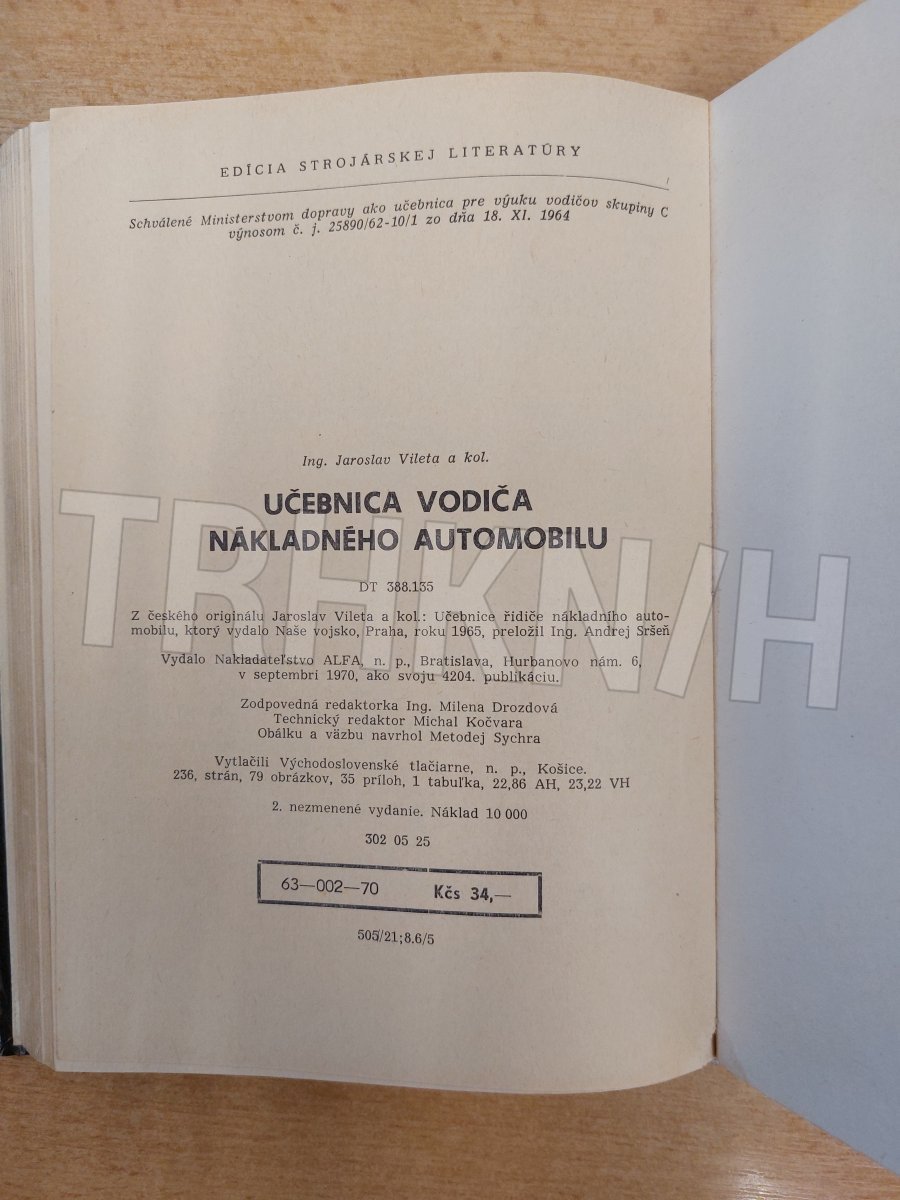 EDÍCIA STROJÁRSKEJ LITERATÚRY
Schválené Ministerstvom dopravy ako učebnica pre výuku vodičov skupiny C
výnosom č. j. 25890/62-10/1 zo dňa 18. XI. 1964
Ing. Jaroslav Vileta a kol.
UČEBNICA VODIČA
NÁKLADNÉHO AUTOMOBILU
DT 388.135
Z českého originálu Jaroslav Vileta a kol.: Učebnice řidiče nákladního auto-
mobilu, ktorý vydalo Naše vojsko, Praha, roku 1965, preložil Ing. Andrej Sršeň
Vydalo Nakladateľstvo ALFA, n. p., Bratislava, Hurbanovo nám. 6,
v septembri 1970, ako svoju 4204. publikáciu.
Zodpovedná redaktorka Ing. Milena Drozdová
Technický redaktor Michal Kočvara
Obálku a väzbu navrhol Metodej Sychra
Vytlačili Východoslovenské tlačiarne, n. p., Košice.
236, strán, 79 obrázkov, 35 príloh, 1 tabuľka, 22,86 AH, 23,22 VH
2. nezmenené vydanie. Náklad 10 000
302 05 25
63—002—70 Kčs 34,—
505/21;8.6/5
TRHKNÍH